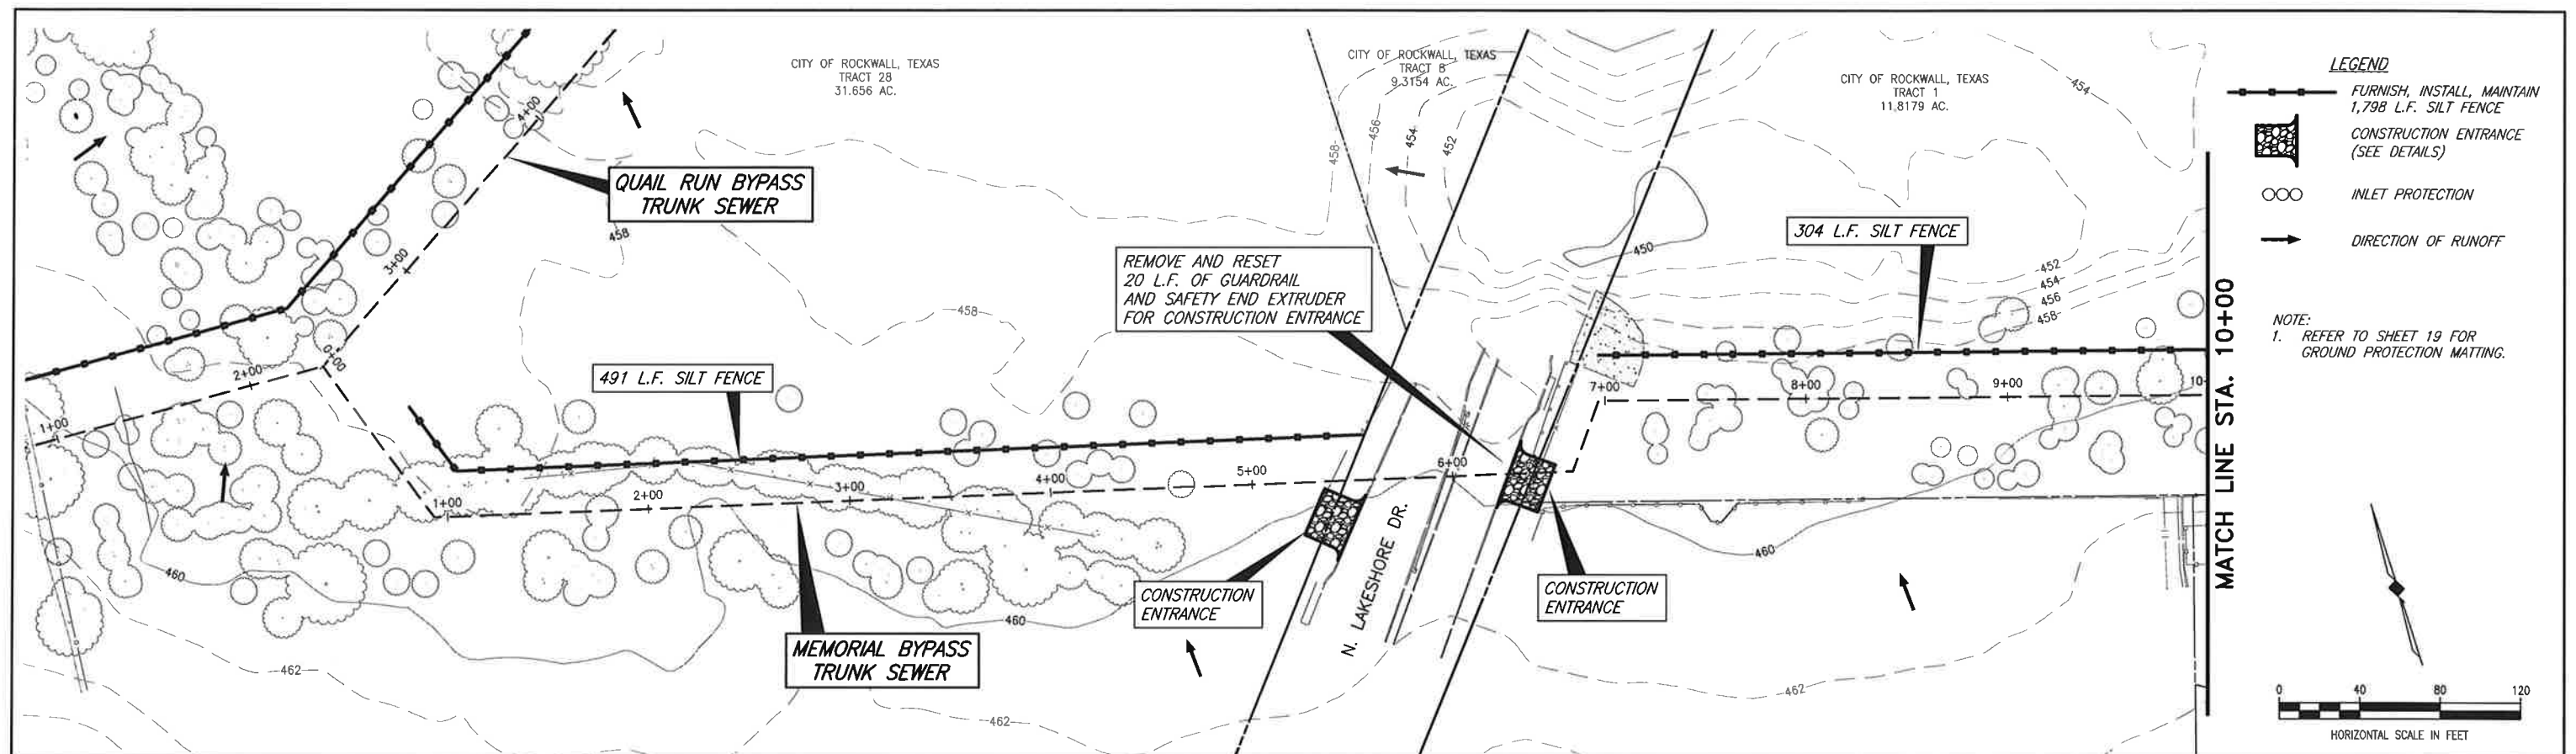 CITY OF ROCKWALL, TEXAS
TRACT 28
31.656 AC.
CITY OF ROCKWALL, TEXAS
TRACT 8
9.3154 AC.
CITY OF ROCKWALL, TEXAS
TRACT 1
11.8179 AC.
454
456
454
452
458
4+00
QUAIL RUN BYPASS
TRUNK SEWER
458
3+00
450
304 L.F. SILT FENCE
REMOVE AND RESET
20 L.F. OF GUARDRAIL
AND SAFETY END EXTRUDER
FOR CONSTRUCTION ENTRANCE
452
454
456
458
458
0+00
2+00
1+00
491 L.F. SILT FENCE
7+00
8+00
9+00
10
1+00
2+00
3+00
4+00
5+00
6+00
460
460
460
N. LAKESHORE DR.
CONSTRUCTION
ENTRANCE
CONSTRUCTION
ENTRANCE
MEMORIAL BYPASS
TRUNK SEWER
462
462
462
MATCH LINE STA. 10+00
LEGEND
FURNISH, INSTALL, MAINTAIN
1,798 L.F. SILT FENCE
CONSTRUCTION ENTRANCE
(SEE DETAILS)
INLET PROTECTION
DIRECTION OF RUNOFF
NOTE:
1. REFER TO SHEET 19 FOR
GROUND PROTECTION MATTING.
0 40 80 120
HORIZONTAL SCALE IN FEET